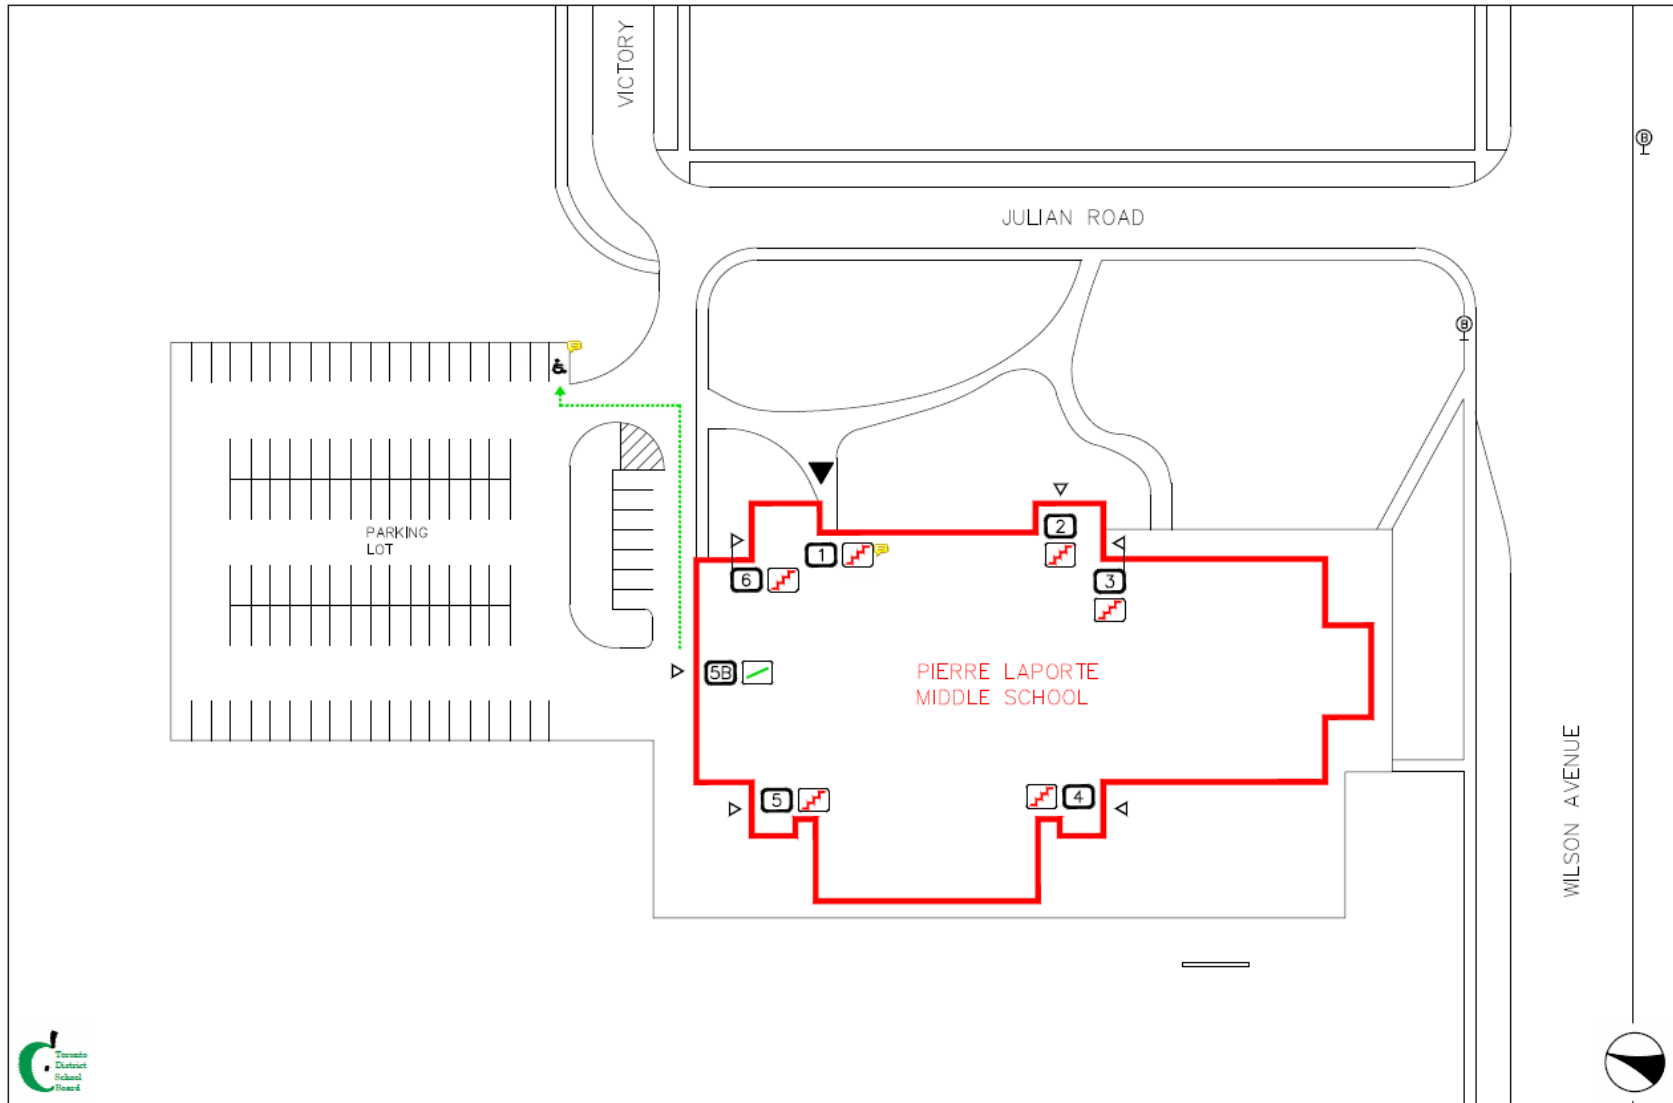 VICTORY
B
JULIAN ROAD
B
PARKING
LOT
2
1
6
3
5B
PIERRE LAPORTE
MIDDLE SCHOOL
5
4
WILSON AVENUE
Toronto
District
School
Board